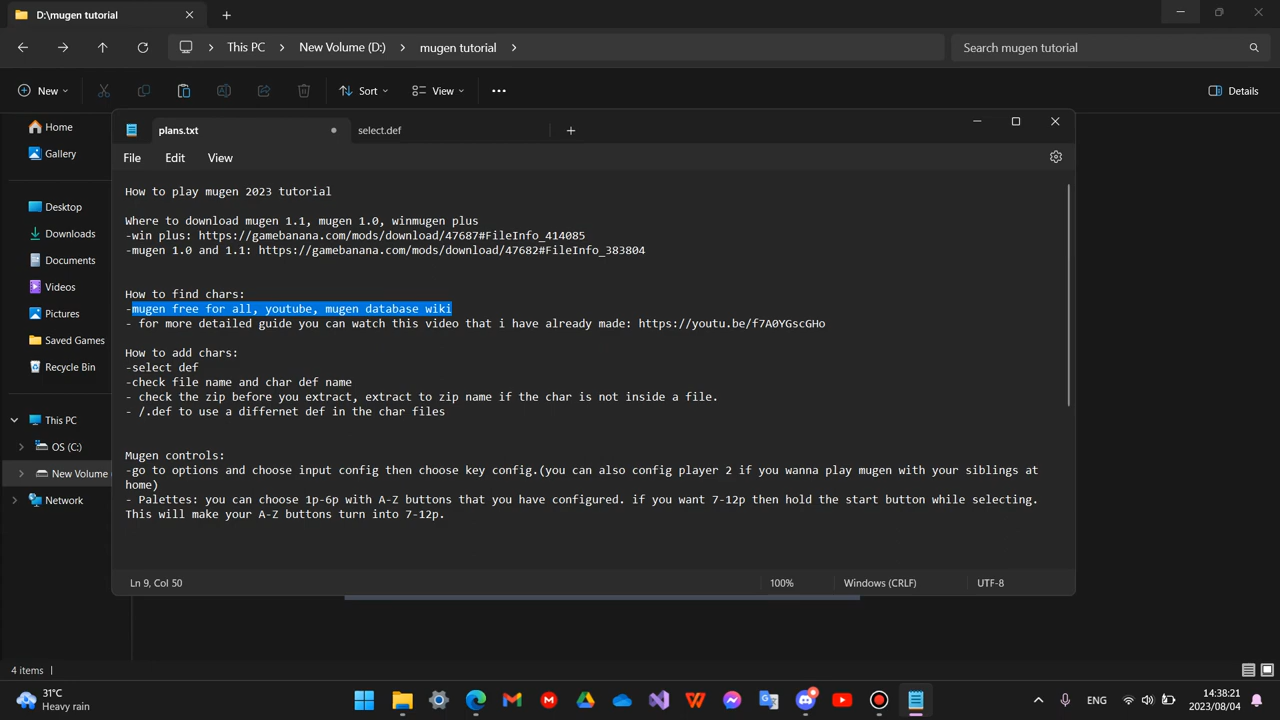 D:\mugen tutorial
This PC
New Volume (D:)
mugen tutorial
Search mugen tutorial
New
Sort
View
Details
Home
Gallery
Desktop
Downloads
Documents
Videos
Pictures
Saved Games
Recycle Bin
This PC
OS (C:)
New Volume (
Network
plans.txt
select.def
File
Edit
View
How to play mugen 2023 tutorial
Where to download mugen 1.1, mugen 1.0, winmugen plus
-win plus: https://gamebanana.com/mods/download/47687#FileInfo_414085
-mugen 1.0 and 1.1: https://gamebanana.com/mods/download/47682#FileInfo_383804
How to find chars:
-mugen free for all, youtube, mugen database wiki
- for more detailed guide you can watch this video that i have already made: https://youtu.be/f7A0YGscGHo
How to add chars:
-select def
-check file name and char def name
- check the zip before you extract, extract to zip name if the char is not inside a file.
- /.def to use a differnet def in the char files
Mugen controls:
-go to options and choose input config then choose key config.(you can also config player 2 if you wanna play mugen with your siblings at
home)
- Palettes: you can choose 1p-6p with A-Z buttons that you have configured. if you want 7-12p then hold the start button while selecting.
This will make your A-Z buttons turn into 7-12p.
Ln 9, Col 50
100%
Windows (CRLF)
UTF-8
4 items
31°C
Heavy rain
ENG
14:38:21
2023/08/04